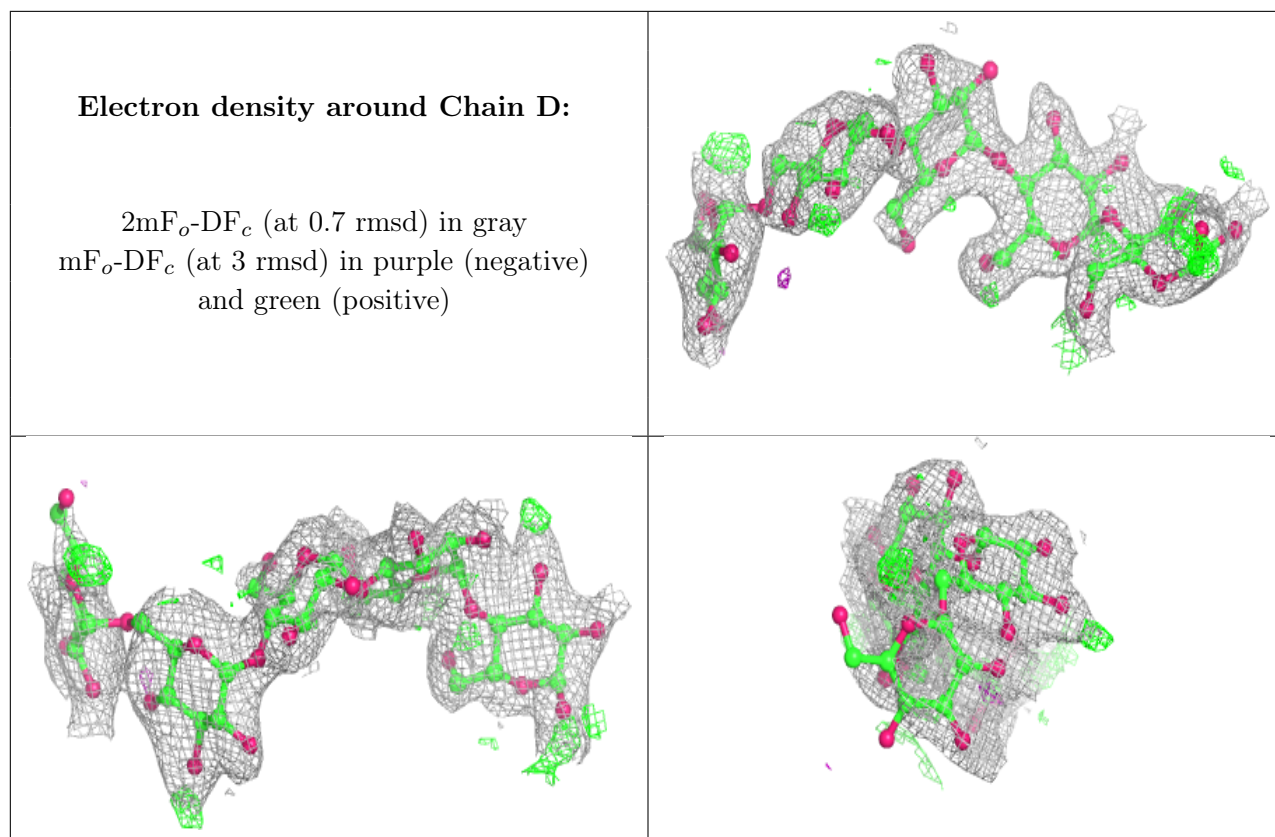 Electron density around Chain D:
2mFₒ-DF𝒸 (at 0.7 rmsd) in gray
mFₒ-DF𝒸 (at 3 rmsd) in purple (negative)
and green (positive)